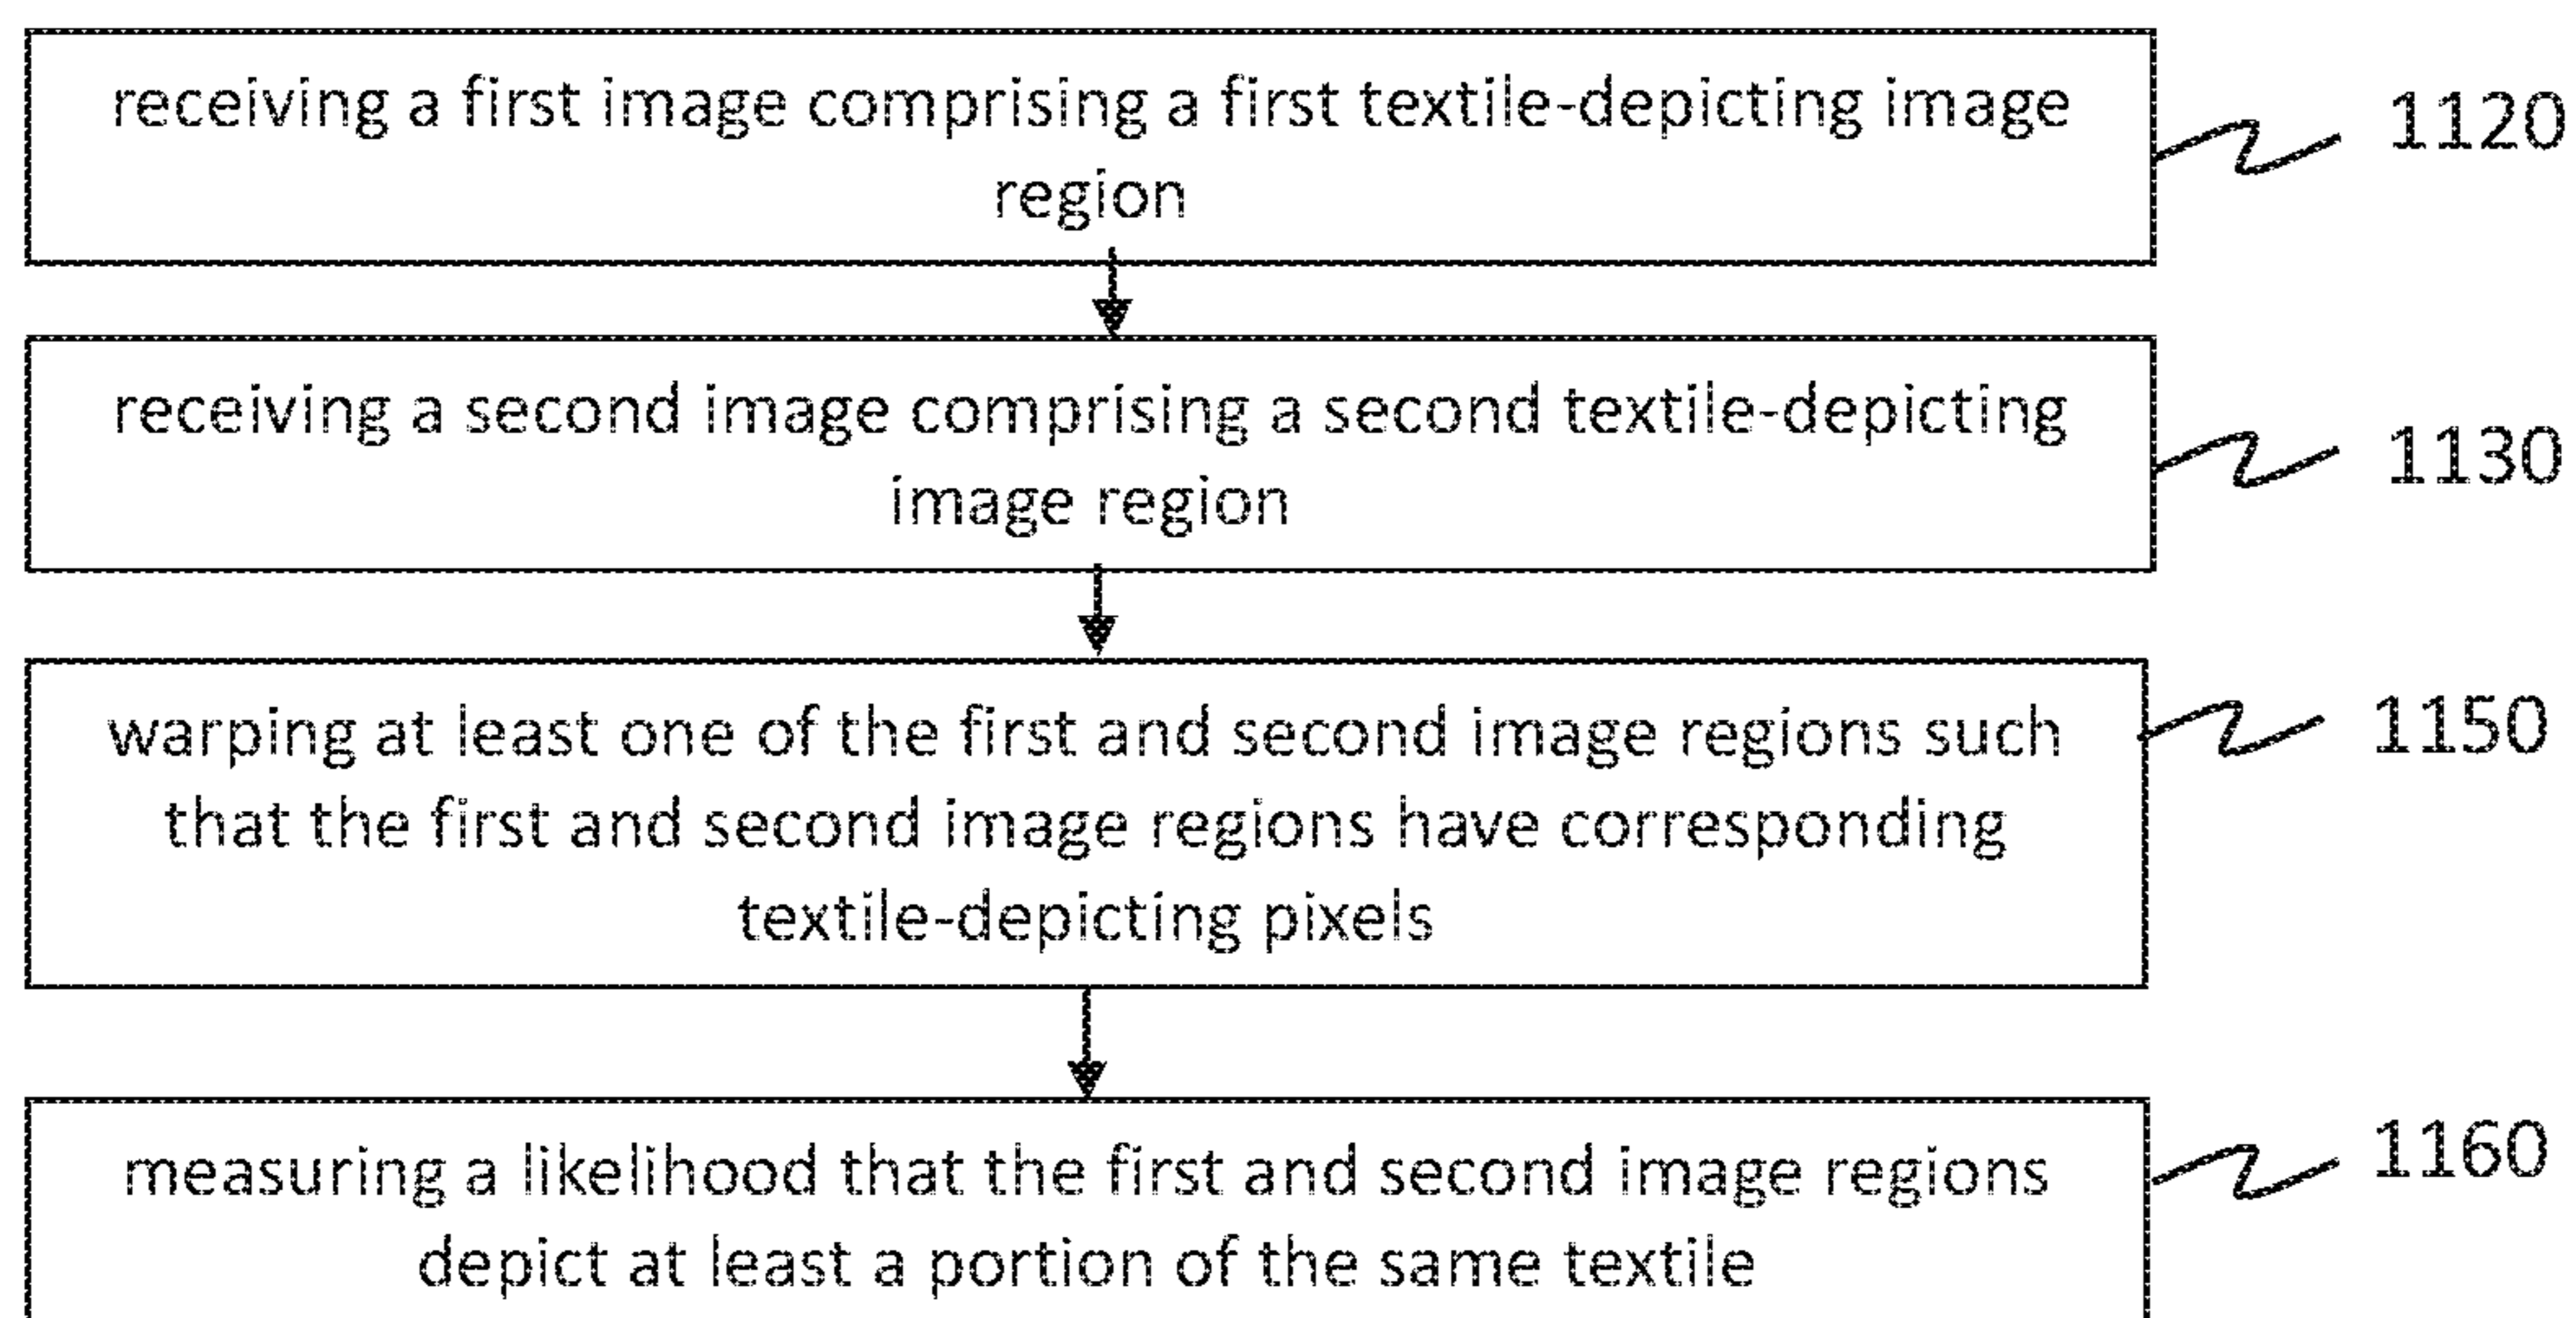 receiving a first image comprising a first textile-depicting image
region
1120
receiving a second image comprising a second textile-depicting
image region
1130
warping at least one of the first and second image regions such
that the first and second image regions have corresponding
textile-depicting pixels
1150
measuring a likelihood that the first and second image regions
depict at least a portion of the same textile
1160